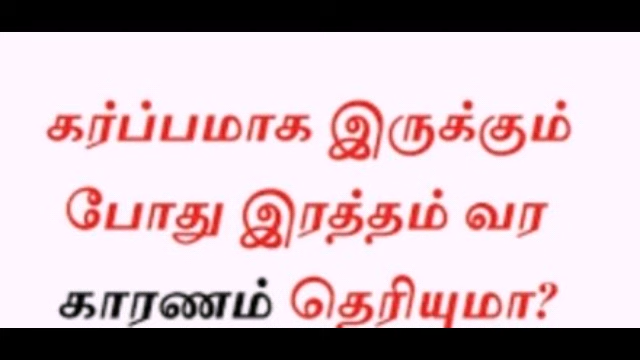 கர்ப்பமாக இருக்கும்
போது இரத்தம் வர
காரணம் தெரியுமா?